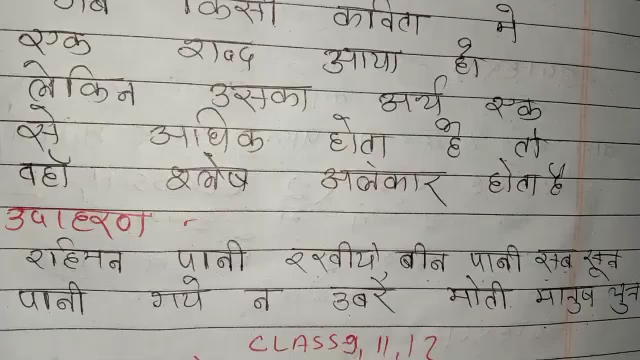 जब किसी कविता मे
एक शब्द आया हो
लेकिन उसका अर्थ एक
से अधिक होता है तो
वहाँ श्लेष अलंकार होता है
उदाहरण -
रहिमन पानी रखीयो बीन पानी सब सून
पानी गये न उबरै मोती मानुष चुन
CLASS 9, 11, 12